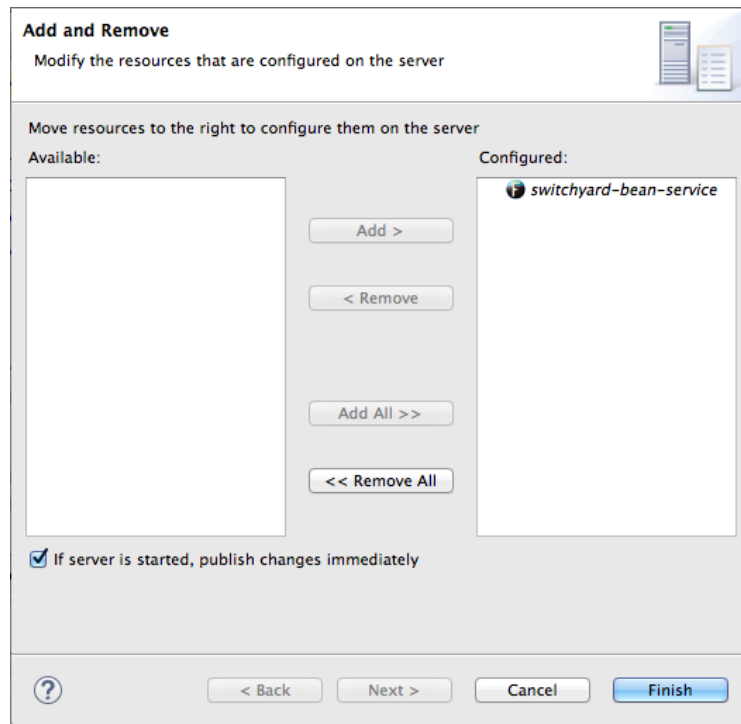 Add and Remove
Modify the resources that are configured on the server
Move resources to the right to configure them on the server
Available:
Configured:
switchyard-bean-service
Add >
< Remove
Add All >>
<< Remove All
If server is started, publish changes immediately
?
< Back
Next >
Cancel
Finish